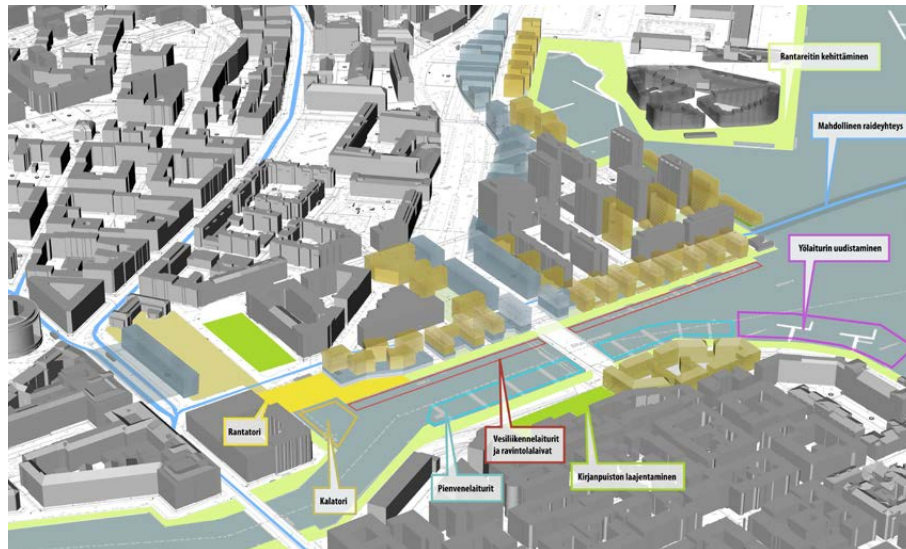 Rantareitin kehittäminen
Mahdollinen raideyhteys
Yölaiturin uudistaminen
Rantatori
Vesiliikennelaiturit
ja ravintolalaivat
Kirjanpuiston laajentaminen
Pienvenelaiturit
Kalatori